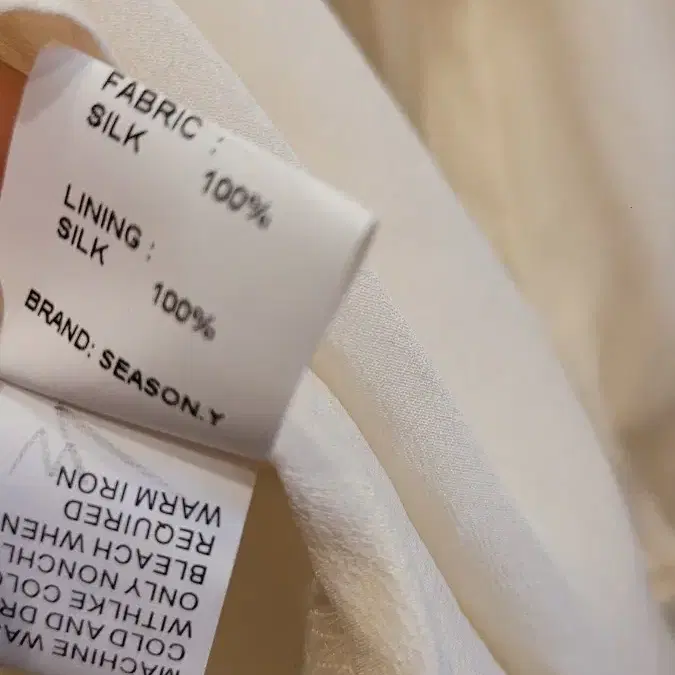 FABRIC :
SILK
100%
LINING :
SILK
100%
BRAND: SEASON.Y
MACHINE WA
COLD AND DR
WITHLKE COLO
ONLY NONCHL
BLEACH WHEN
REQUIRED
WARM IRON